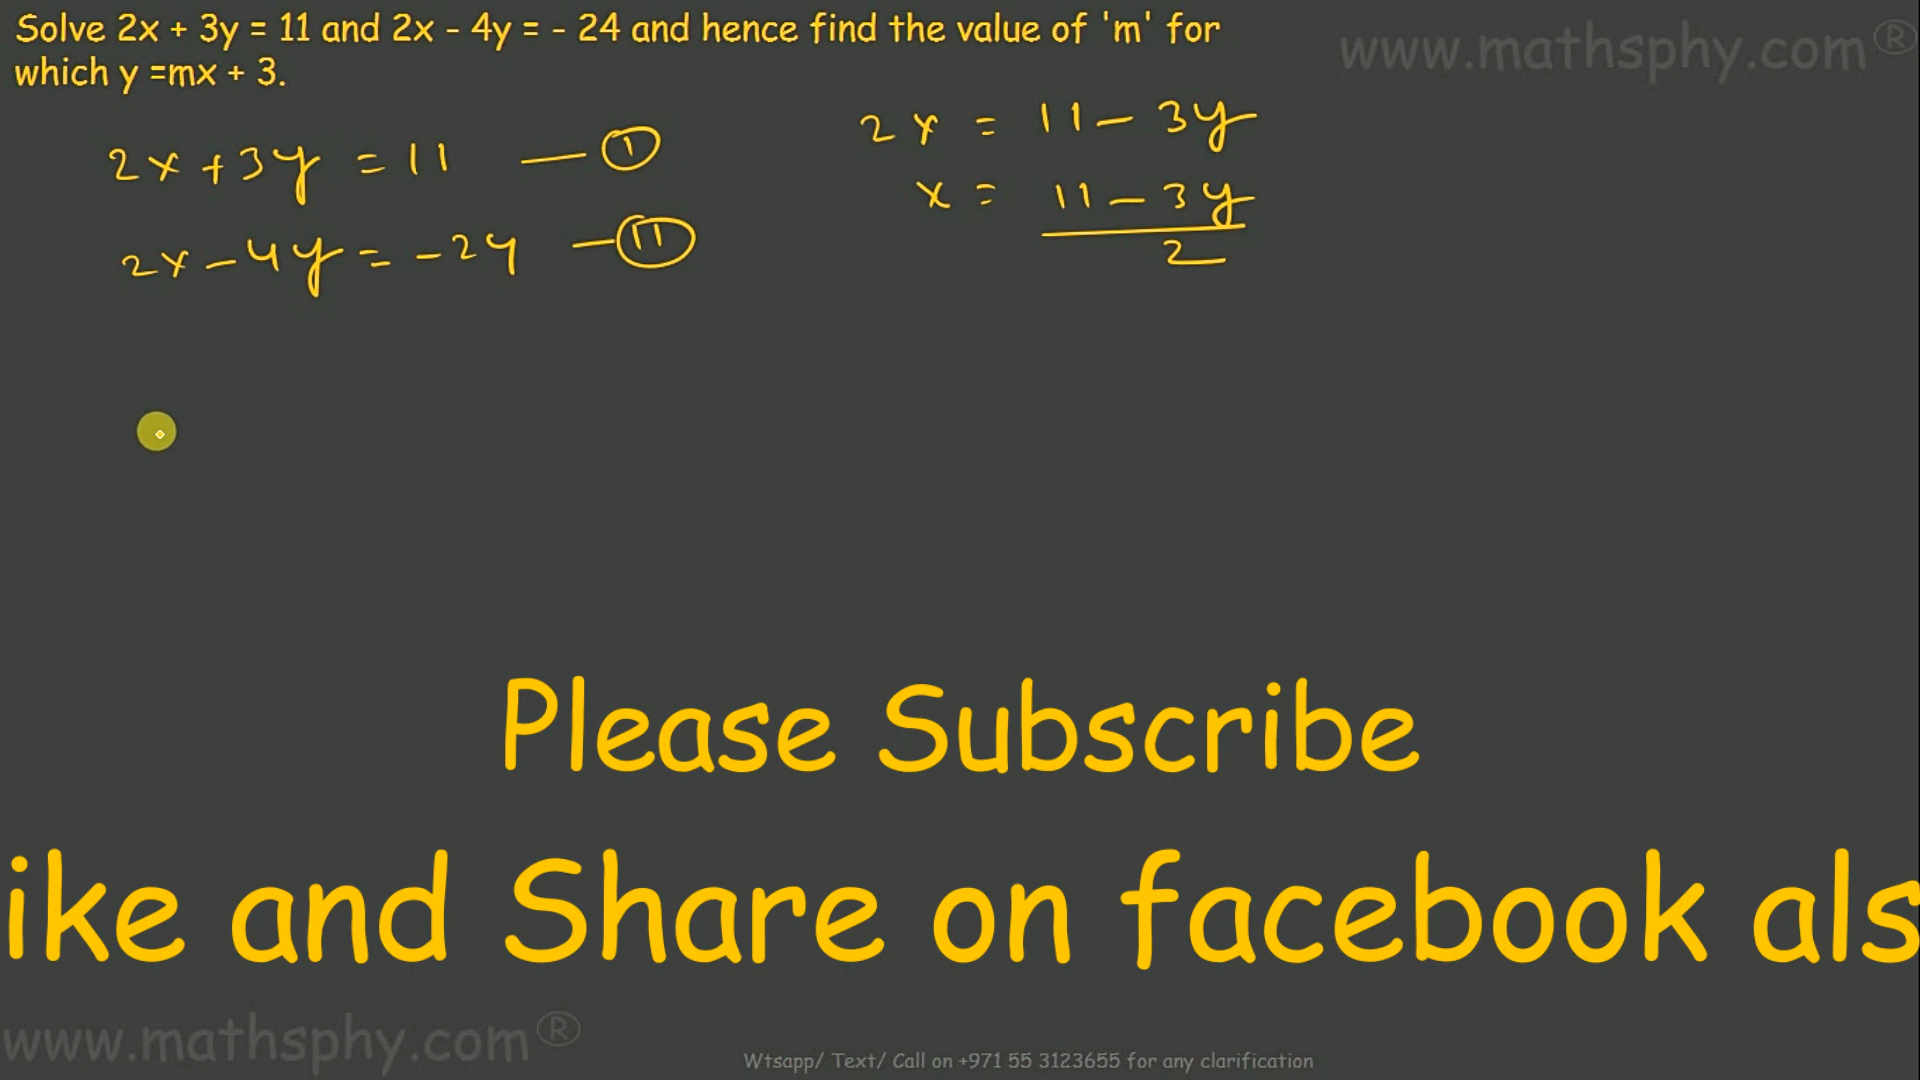 Solve 2x + 3y = 11 and 2x - 4y = - 24 and hence find the value of 'm' for
which y =mx + 3.
www.mathsphy.com®
2x + 3y = 11 — ①
2x - 4y = - 24 — ⑪
2x = 11 - 3y
x = 11 - 3y
2
Please Subscribe
ike and Share on facebook als
www.mathsphy.com®
Wtsapp/ Text/ Call on +971 55 3123655 for any clarification